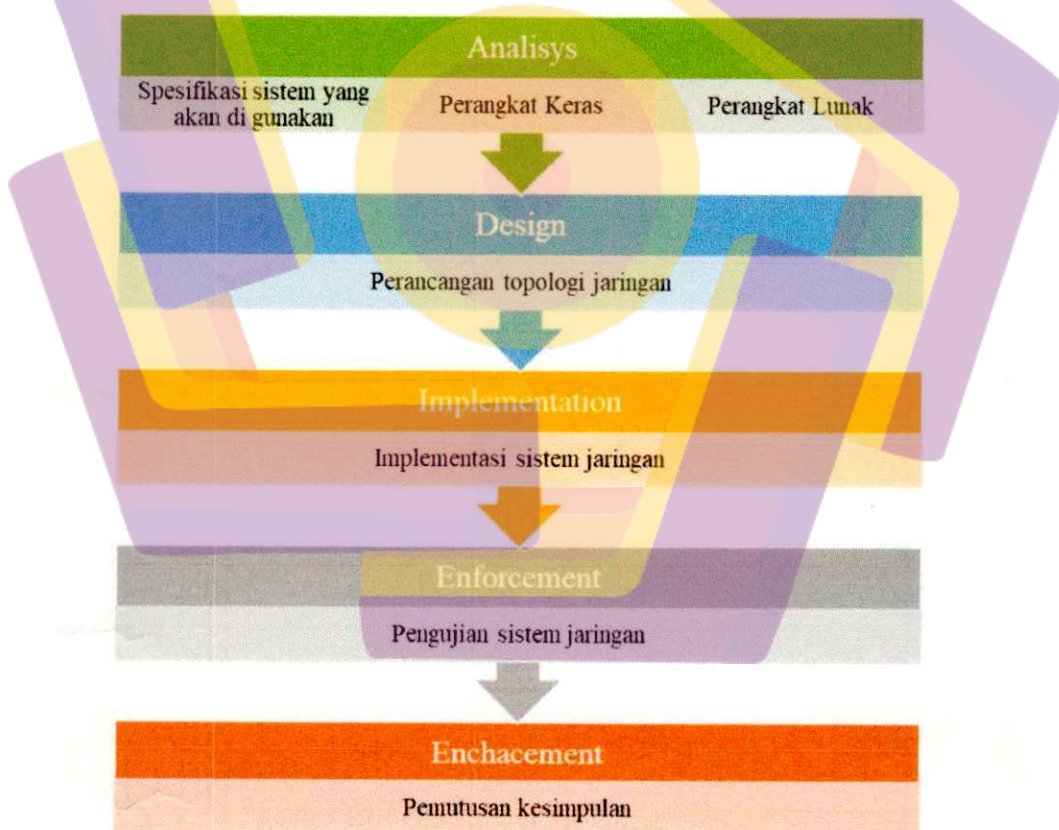 Analisys
Spesifikasi sistem yang
akan di gunakan
Perangkat Keras
Perangkat Lunak
Design
Perancangan topologi jaringan
Implementation
Implementasi sistem jaringan
Enforcement
Pengujian sistem jaringan
Enchacement
Pemutusan kesimpulan